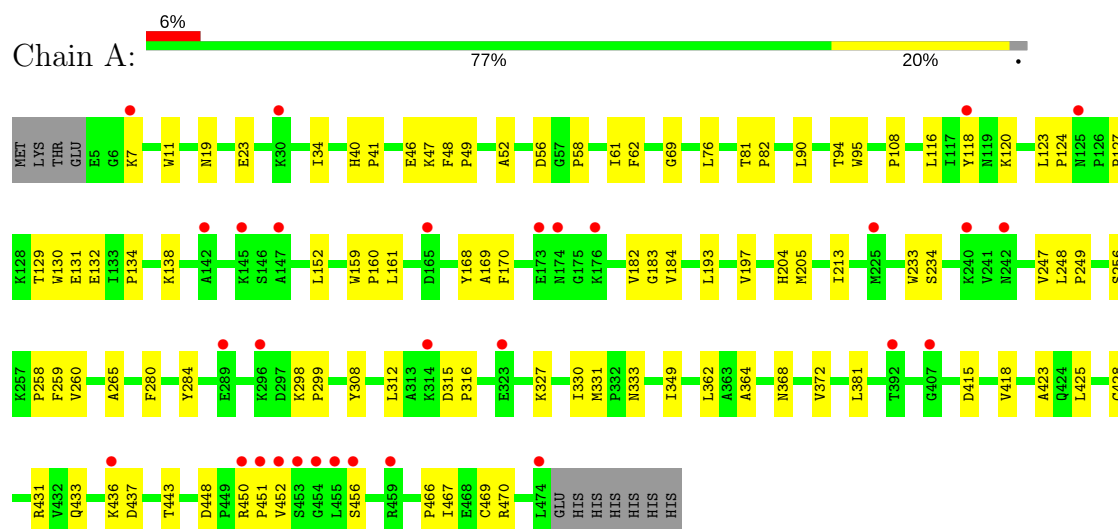 6%
Chain A:
77% 20% •
MET LYS THR GLU E5 G6 K7 W11 N19 E23 K30 I34 H40 P41 E46 K47 F48 P49 A52 D56 G57 P58 I61 F62 G69 L76 T81 P82 L90 T94 W95 P108 L116 I117 Y118 N119 K120 L123 P124 N125 P126
K128 T129 W130 E131 E132 I133 P134 K138 A142 K145 S146 A147 L152 W159 P160 L161 D165 Y168 A169 F170 E173 N174 G175 K176 V182 G183 V184 L193 V197 H204 M205 I213 M225 W233 S234 K240 V241 N242 V247 L248 P249 S256
K257 P258 F259 V260 A265 F280 Y284 E289 K296 D297 K298 P299 Y308 L312 A313 K314 D315 P316 E323 K327 I330 M331 P332 N333 I349 L362 A363 A364 N368 V372 L381 T392 G407 D415 V418 A423 Q424 L425
R431 V432 Q433 K436 D437 T443 D448 P449 R450 P451 V452 S453 G454 L455 S456 R459 P466 I467 E468 C469 R470 L474 GLU HIS HIS HIS HIS HIS HIS